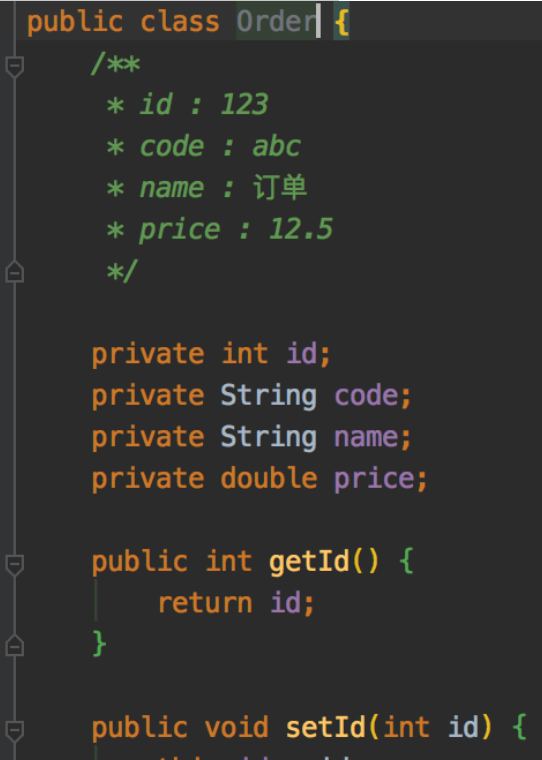 public class Order {
/**
* id : 123
* code : abc
* name : 订单
* price : 12.5
*/
private int id;
private String code;
private String name;
private double price;
public int getId() {
return id;
}
public void setId(int id) {